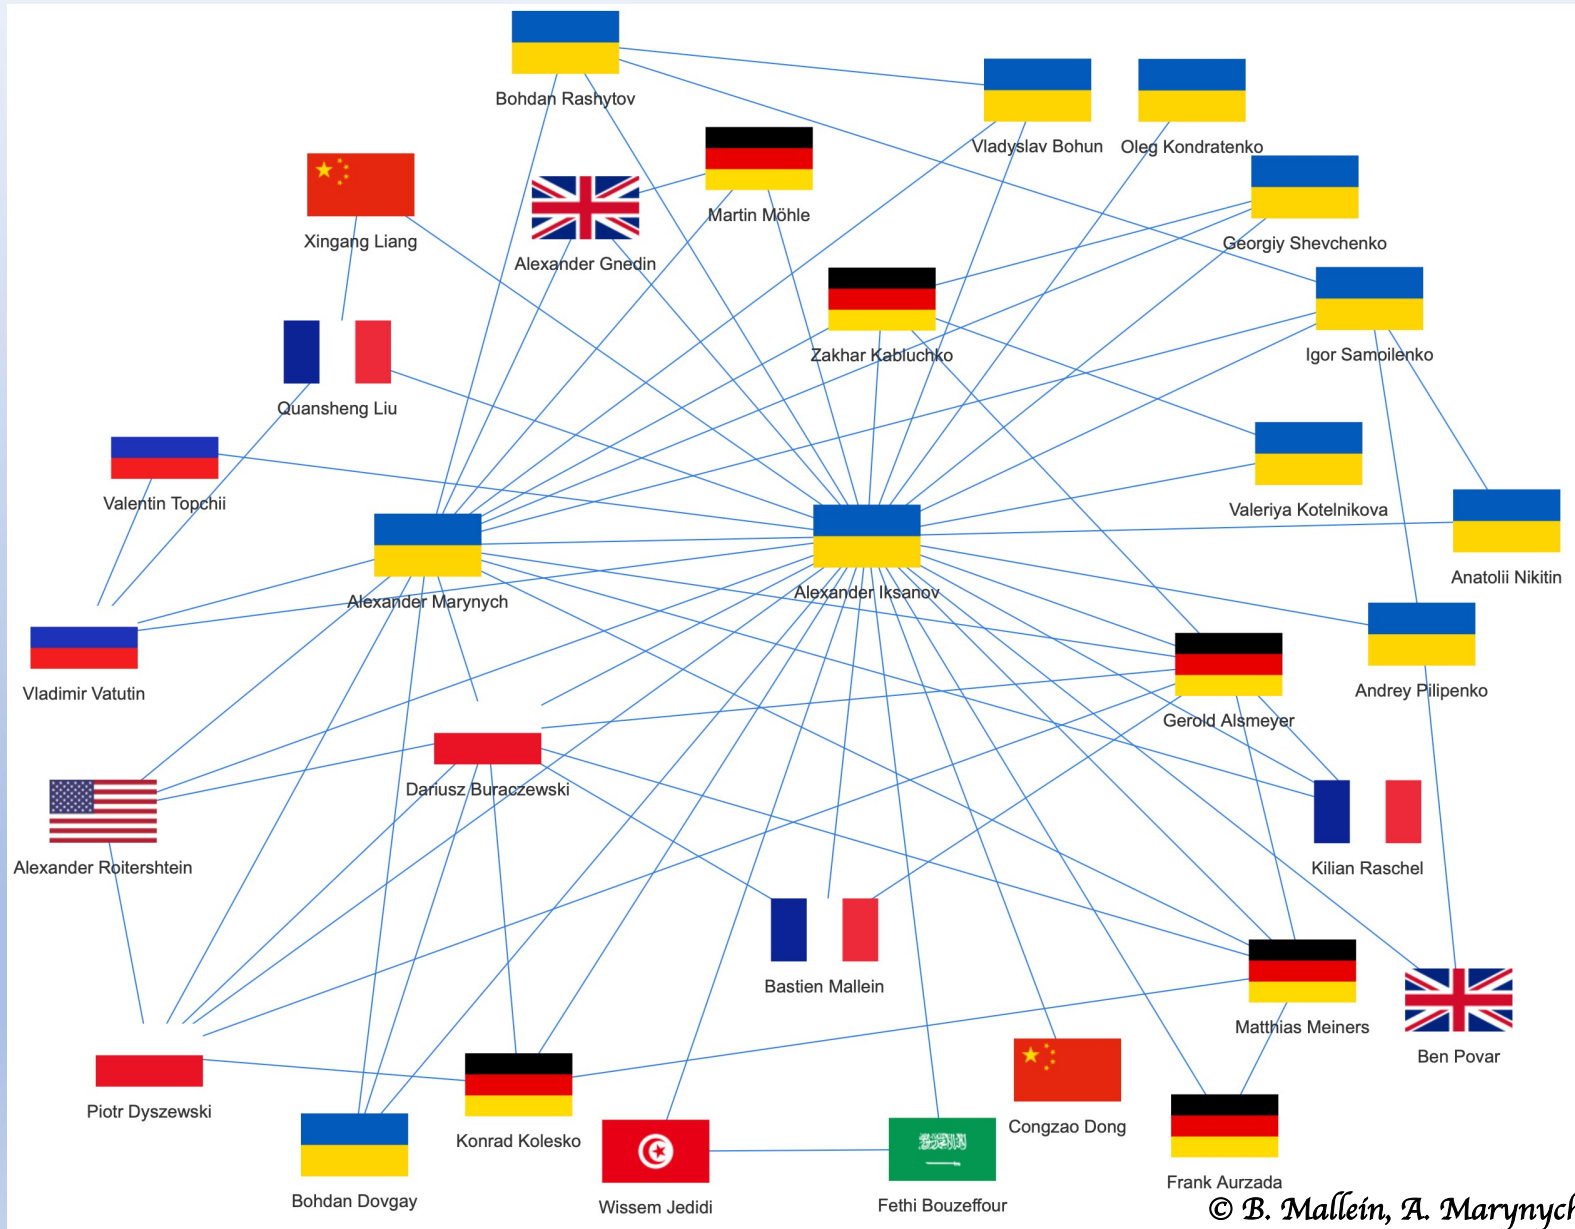 Bohdan Rashytov
Vladyslav Bohun
Oleg Kondratenko
Martin Möhle
Xingang Liang
Georgiy Shevchenko
Alexander Gnedin
Zakhar Kabluchko
Igor Samoilenko
Quansheng Liu
Valentin Topchii
Valeriya Kotelnikova
Anatolii Nikitin
Alexander Iksanov
Alexander Marynych
Vladimir Vatutin
Andrey Pilipenko
Gerold Alsmeyer
Dariusz Buraczewski
Alexander Roitershtein
Kilian Raschel
Bastien Mallein
Matthias Meiners
Ben Povar
Piotr Dyszewski
Congzao Dong
Konrad Kolesko
Frank Aurzada
Bohdan Dovgay
Wissem Jedidi
Fethi Bouzeffour
© B. Mallein, A. Marynych